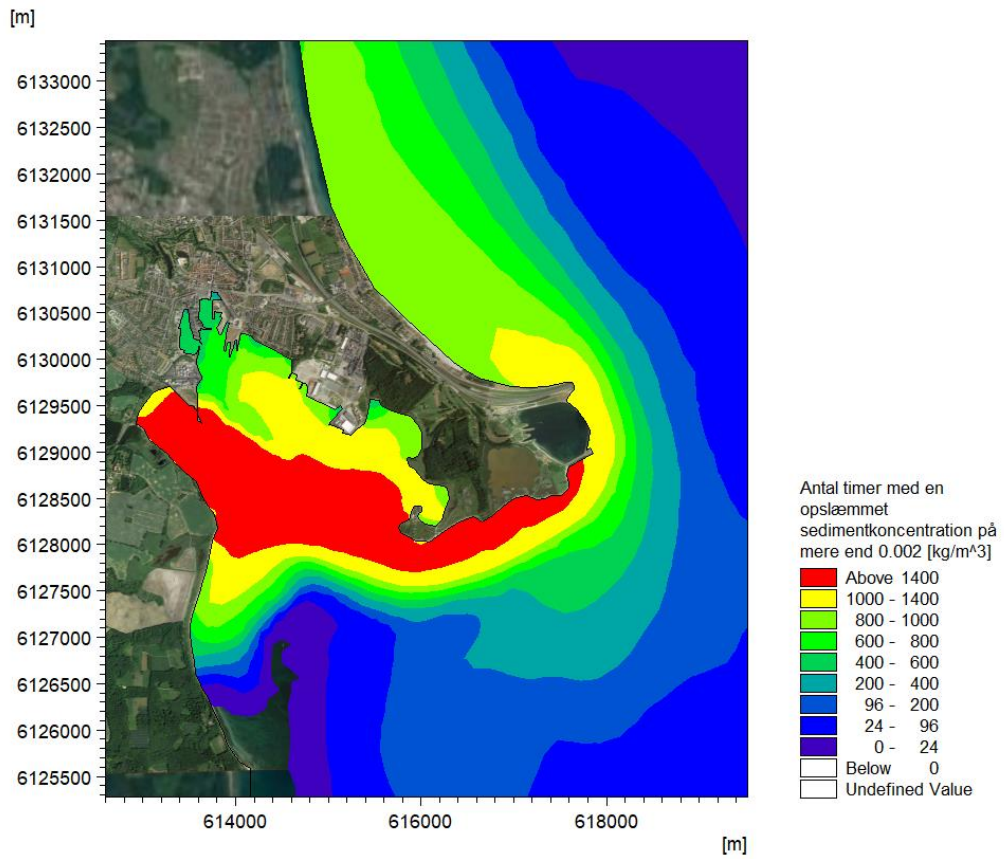 [m]
6133000
6132500
6132000
6131500
6131000
6130500
6130000
6129500
6129000
6128500
6128000
6127500
6127000
6126500
6126000
6125500
614000 616000 618000
[m]
Antal timer med en
opslæmmet
sedimentkoncentration på
mere end 0.002 [kg/m^3]
Above 1400
1000 - 1400
800 - 1000
600 - 800
400 - 600
200 - 400
96 - 200
24 - 96
0 - 24
Below 0
Undefined Value